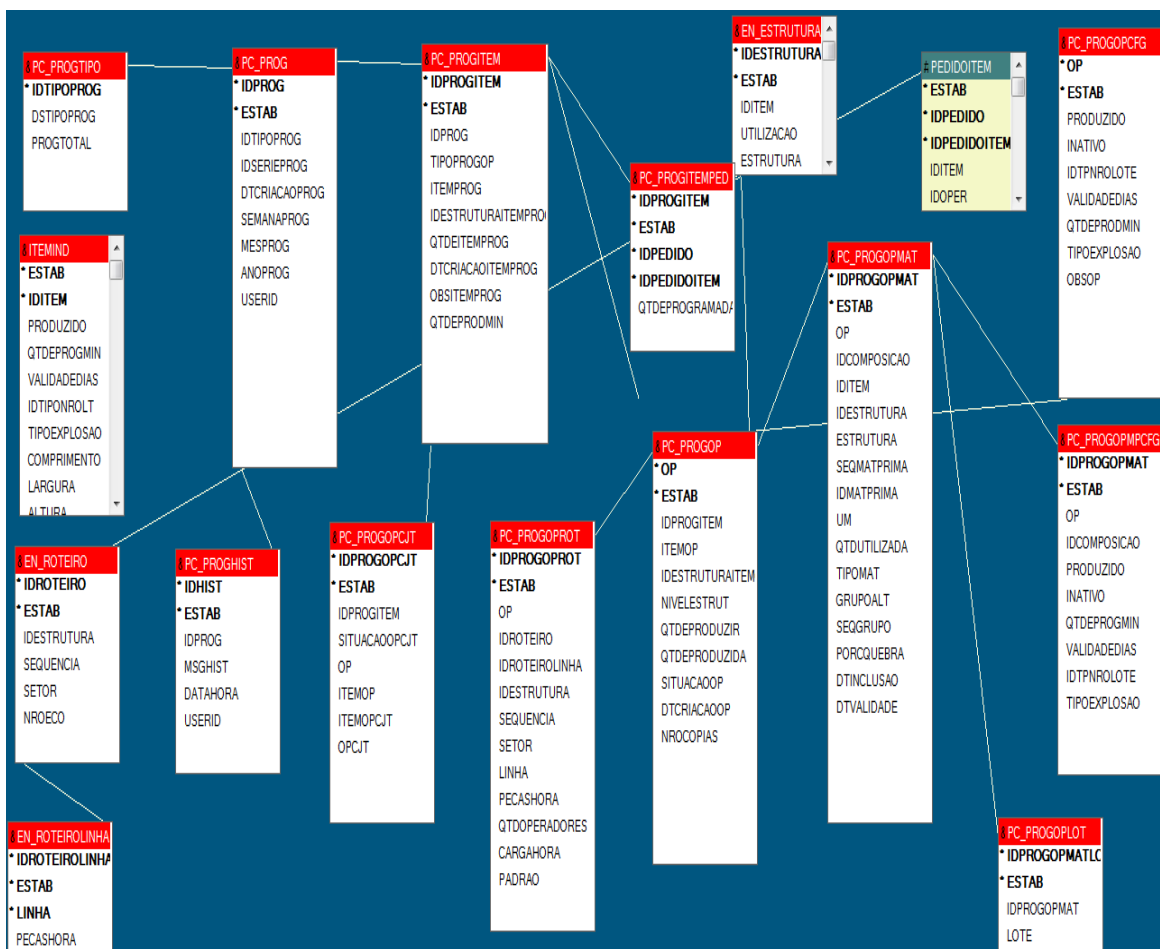 PC_PROGTIPO
* IDTIPOPROG
DSTIPOPROG
PROGTOTAL
PC_PROG
* IDPROG
* ESTAB
IDTIPOPROG
IDSERIEPROG
DTCRIACAOPROG
SEMANAPROG
MESPROG
ANOPROG
USERID
PC_PROGITEM
* IDPROGITEM
* ESTAB
IDPROG
TIPOPROGOP
ITEMPROG
IDESTRUTURAITEMPRO
QTDEITEMPROG
DTCRIACAOITEMPROG
OBSITEMPROG
QTDEPRODMIN
EN_ESTRUTURA
* IDESTRUTURA
* ESTAB
IDITEM
UTILIZACAO
ESTRUTURA
PEDIDOITEM
* ESTAB
* IDPEDIDO
* IDPEDIDOITEM
IDITEM
IDOPER
PC_PROGOPCFG
* OP
* ESTAB
PRODUZIDO
INATIVO
IDTPNROLOTE
VALIDADEDIAS
QTDEPRODMIN
TIPOEXPLOSAO
OBSOP
PC_PROGITEMPED
* IDPROGITEM
* ESTAB
* IDPEDIDO
* IDPEDIDOITEM
QTDEPROGRAMADA
ITEMIND
* ESTAB
* IDITEM
PRODUZIDO
QTDEPROGMIN
VALIDADEDIAS
IDTIPONROLT
TIPOEXPLOSAO
COMPRIMENTO
LARGURA
ALTURA
PC_PROGOPMAT
* IDPROGOPMAT
* ESTAB
OP
IDCOMPOSICAO
IDITEM
IDESTRUTURA
ESTRUTURA
SEQMATPRIMA
IDMATPRIMA
UM
QTDUTILIZADA
TIPOMAT
GRUPOALT
SEQGRUPO
PORCQUEBRA
DTINCLUSAO
DTVALIDADE
PC_PROGOPMPCFG
* IDPROGOPMAT
* ESTAB
OP
IDCOMPOSICAO
PRODUZIDO
INATIVO
QTDEPROGMIN
VALIDADEDIAS
IDTPNROLOTE
TIPOEXPLOSAO
PC_PROGOP
* OP
* ESTAB
IDPROGITEM
ITEMOP
IDESTRUTURAITEM
NIVELESTRUT
QTDEPRODUZIR
QTDEPRODUZIDA
SITUACAOOP
DTCRIACAOOP
NROCOPIAS
EN_ROTEIRO
* IDROTEIRO
* ESTAB
IDESTRUTURA
SEQUENCIA
SETOR
NROECO
PC_PROGHIST
* IDHIST
* ESTAB
IDPROG
MSGHIST
DATAHORA
USERID
PC_PROGOPCJT
* IDPROGOPCJT
* ESTAB
IDPROGITEM
SITUACAOOPCJT
OP
ITEMOP
ITEMOPCJT
OPCJT
PC_PROGOPROT
* IDPROGOPROT
* ESTAB
OP
IDROTEIRO
IDROTEIROLINHA
IDESTRUTURA
SEQUENCIA
SETOR
LINHA
PECASHORA
QTDOPERADORES
CARGAHORA
PADRAO
EN_ROTEIROLINHA
* IDROTEIROLINHA
* ESTAB
* LINHA
PECASHORA
PC_PROGOPLOT
* IDPROGOPMATLO
* ESTAB
IDPROGOPMAT
LOTE